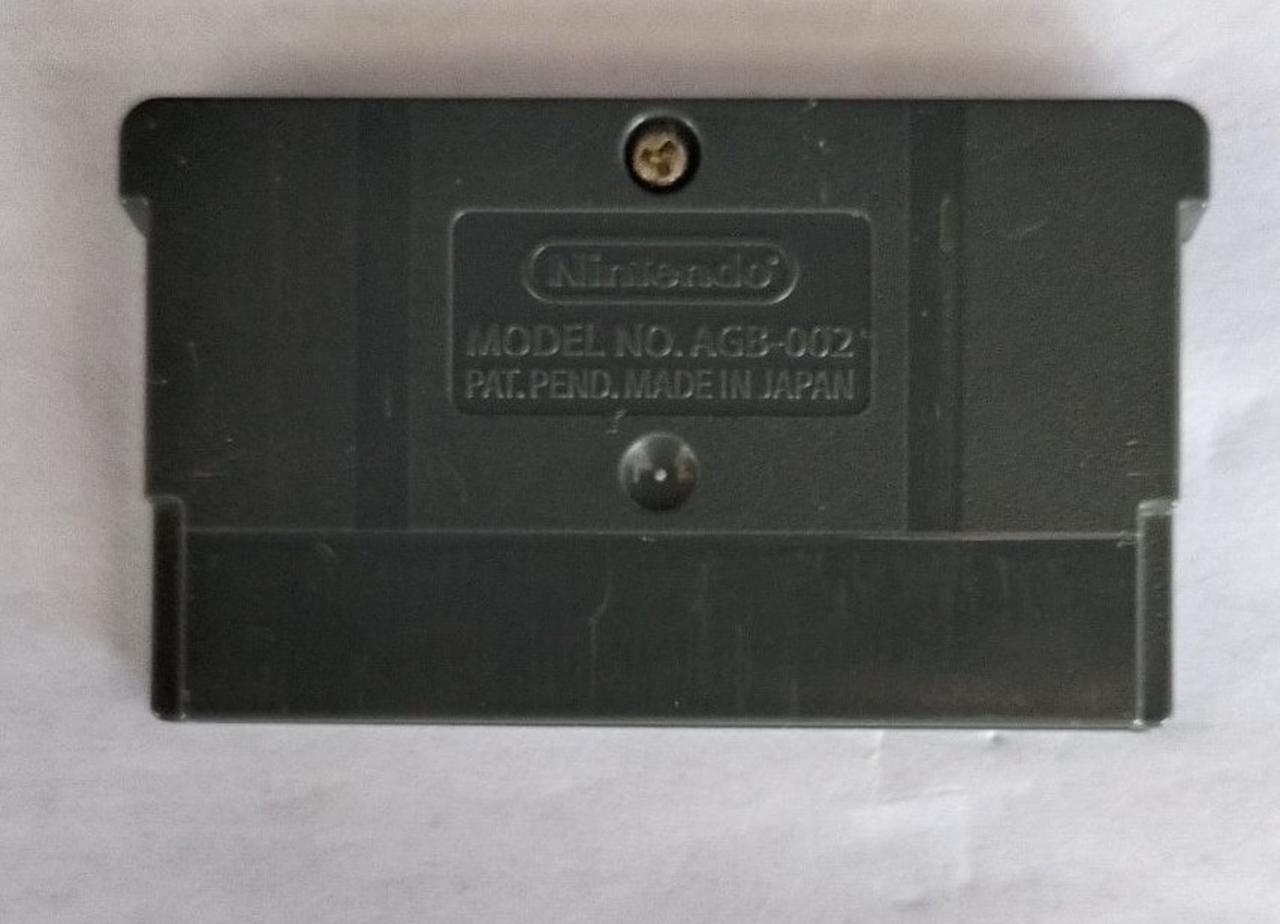 Nintendo
MODEL NO. AGB-002
PAT. PEND. MADE IN JAPAN